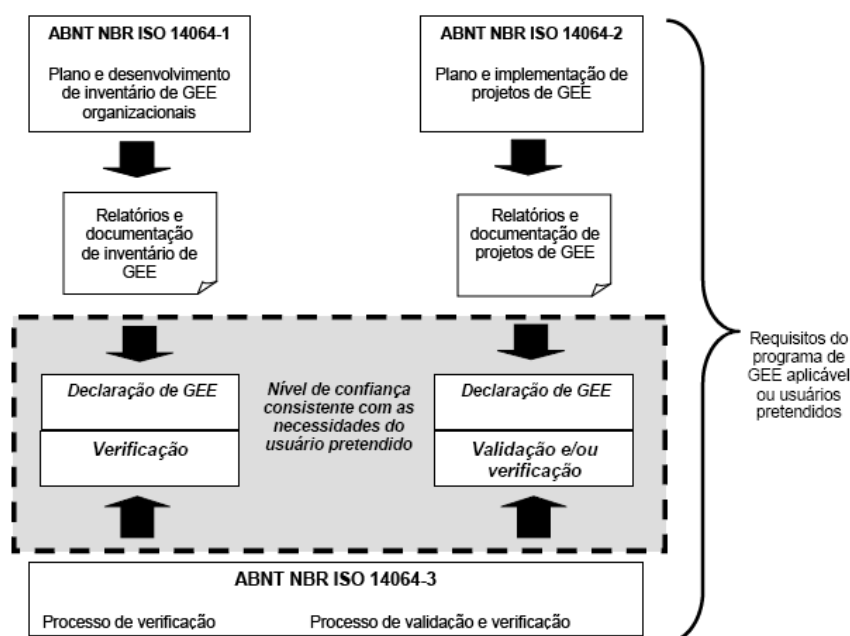 ABNT NBR ISO 14064-1
Plano e desenvolvimento
de inventário de GEE
organizacionais
ABNT NBR ISO 14064-2
Plano e implementação de
projetos de GEE
Relatórios e
documentação
de inventário de
GEE
Relatórios e
documentação de
projetos de GEE
Declaração de GEE
Verificação
Nível de confiança
consistente com as
necessidades do
usuário pretendido
Declaração de GEE
Validação e/ou
verificação
Requisitos do
programa de
GEE aplicável
ou usuários
pretendidos
ABNT NBR ISO 14064-3
Processo de verificação
Processo de validação e verificação